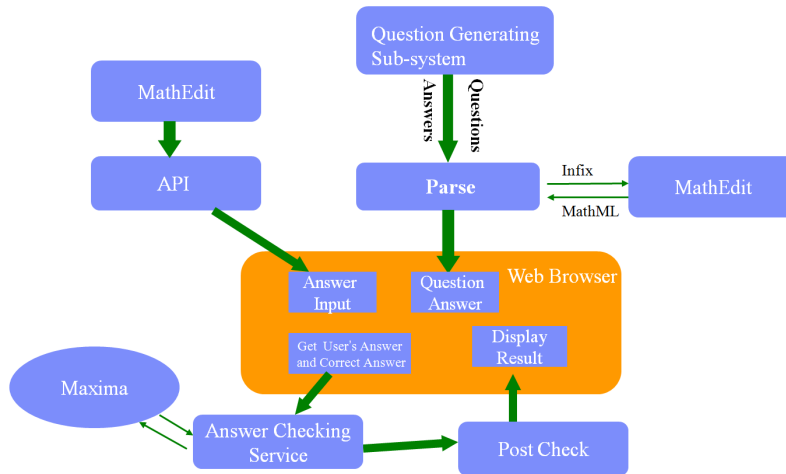 Question Generating
Sub-system
MathEdit
Answers
Questions
API
Parse
Infix
MathML
MathEdit
Web Browser
Answer
Input
Question
Answer
Get User's Answer
and Correct Answer
Display
Result
Maxima
Answer Checking
Service
Post Check